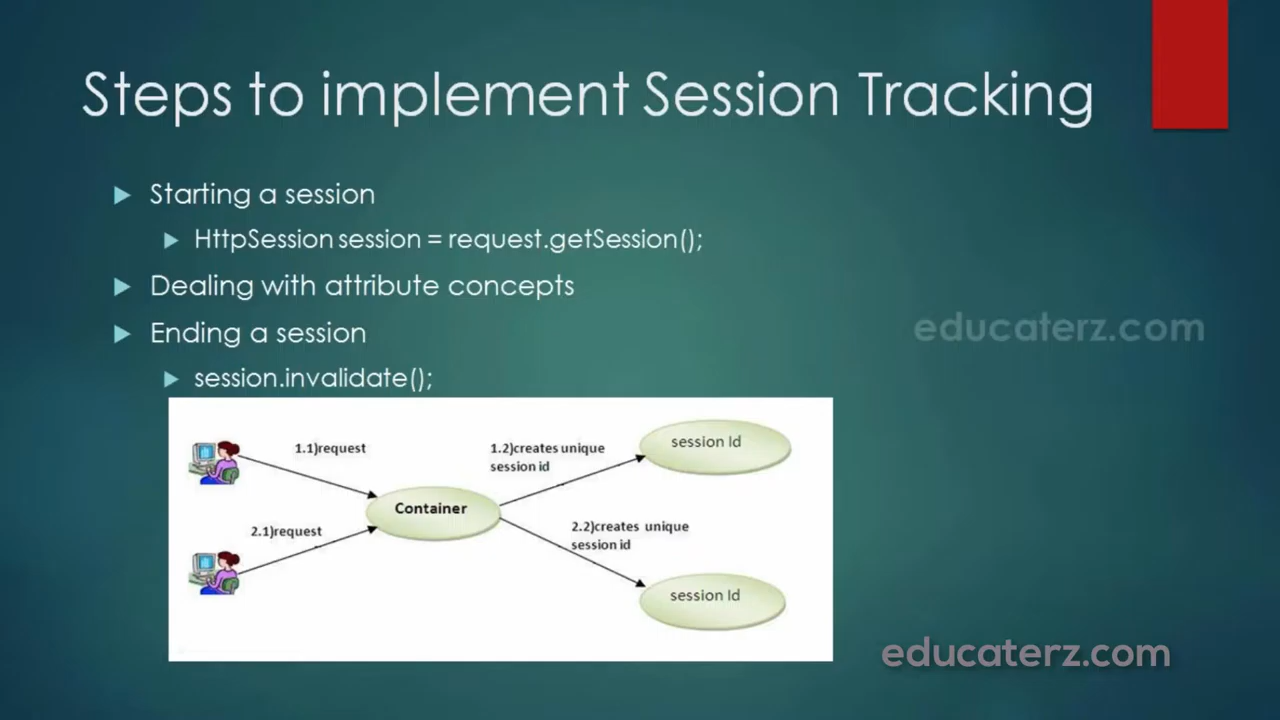 Steps to implement Session Tracking
Starting a session
HttpSession session = request.getSession();
Dealing with attribute concepts
educaterz.com
Ending a session
session.invalidate();
1.1)request
1.2)creates unique
session id
session Id
Container
2.1)request
2.2)creates unique
session id
session Id
educaterz.com